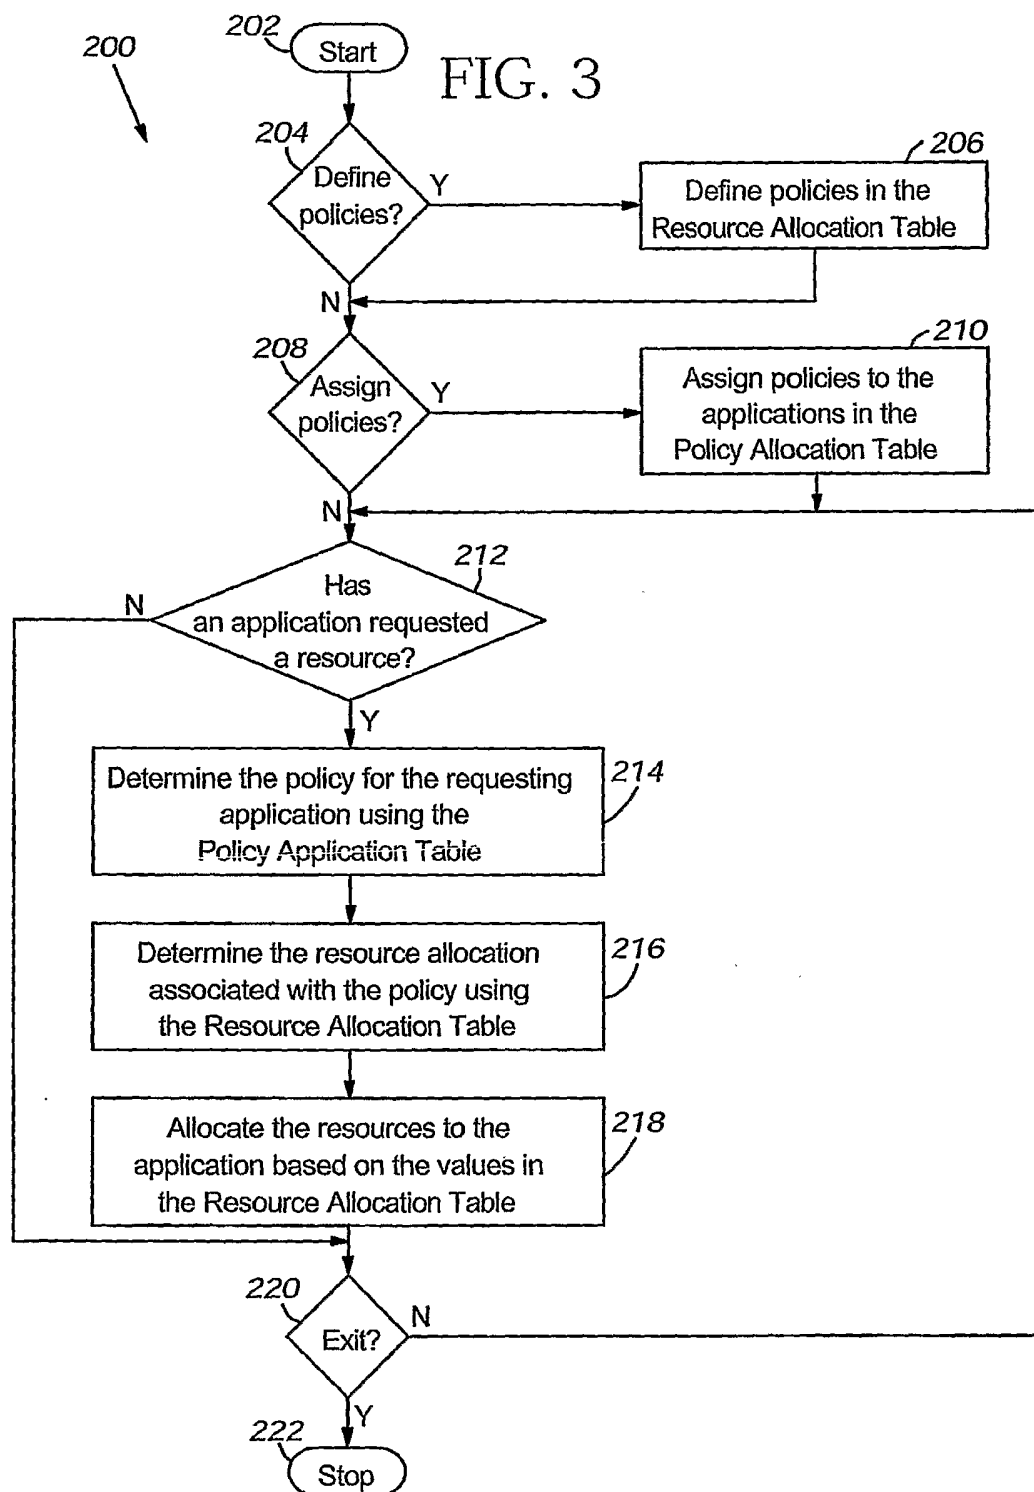 200
202
Start
FIG. 3
204
Define
policies?
Y
206
Define policies in the
Resource Allocation Table
N
208
Assign
policies?
Y
210
Assign policies to the
applications in the
Policy Allocation Table
N
212
Has
an application requested
a resource?
N
Y
214
Determine the policy for the requesting
application using the
Policy Application Table
216
Determine the resource allocation
associated with the policy using
the Resource Allocation Table
218
Allocate the resources to the
application based on the values in
the Resource Allocation Table
220
Exit?
N
Y
222
Stop